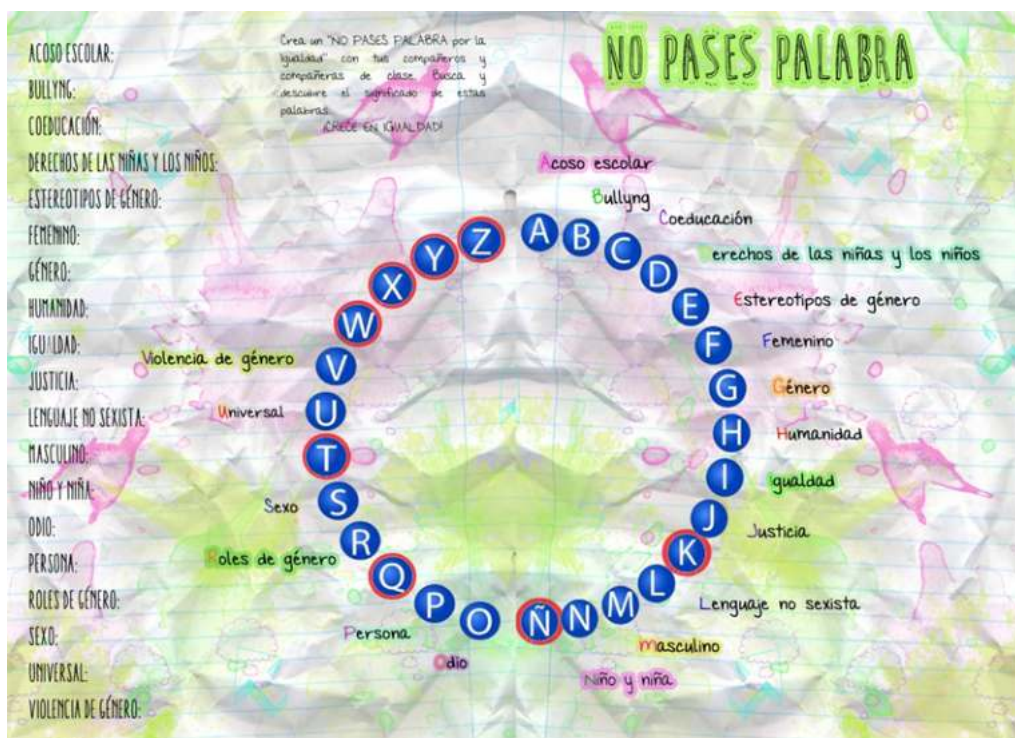 NO PASES PALABRA
Crea un "NO PASES PALABRA por la
Igualdad" con tus compañeros y
compañeras de clase. Busca y
descubre el significado de estas
palabras.
¡CRECE EN IGUALDAD!
ACOSO ESCOLAR:
BULLYNG:
COEDUCACIÓN:
DERECHOS DE LAS NIÑAS Y LOS NIÑOS:
ESTEREOTIPOS DE GÉNERO:
FEMENINO:
GÉNERO:
HUMANIDAD:
IGUALDAD:
JUSTICIA:
LENGUAJE NO SEXISTA:
MASCULINO:
NIÑO Y NIÑA:
ODIO:
PERSONA:
ROLES DE GÉNERO:
SEXO:
UNIVERSAL:
VIOLENCIA DE GÉNERO:
A
Acoso escolar
B
Bullyng
C
Coeducación
D
Derechos de las niñas y los niños
E
Estereotipos de género
F
Femenino
G
Género
H
Humanidad
I
Igualdad
J
Justicia
K
L
Lenguaje no sexista
M
Masculino
N
Niño y niña
Ñ
O
Odio
P
Persona
Q
R
Roles de género
S
Sexo
T
U
Universal
V
Violencia de género
W
X
Y
Z